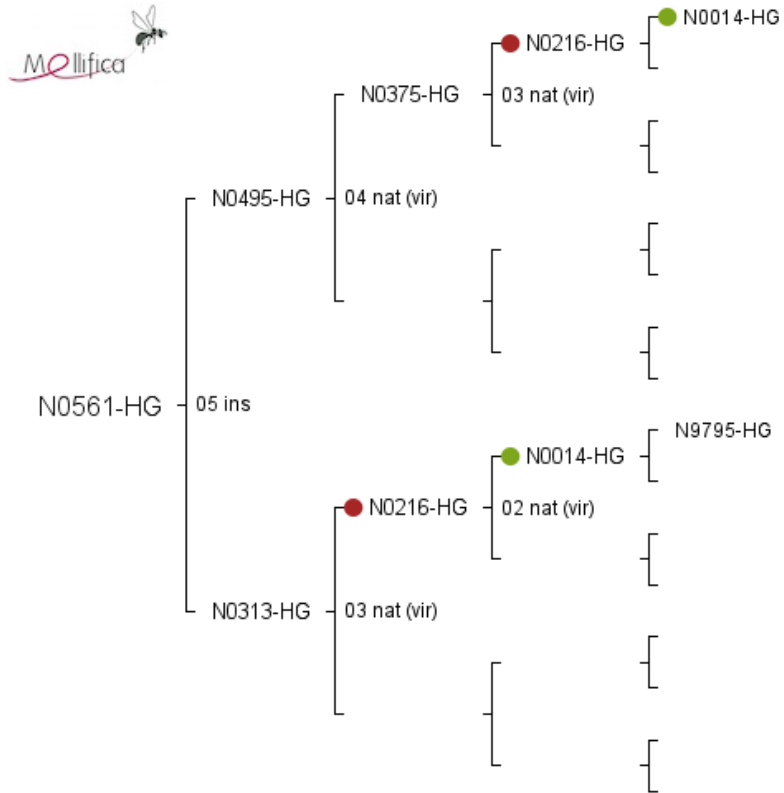 Mellifica
N0014-HG
N0216-HG
N0375-HG
03 nat (vir)
N0495-HG
04 nat (vir)
N0561-HG
05 ins
N9795-HG
N0014-HG
N0216-HG
02 nat (vir)
N0313-HG
03 nat (vir)